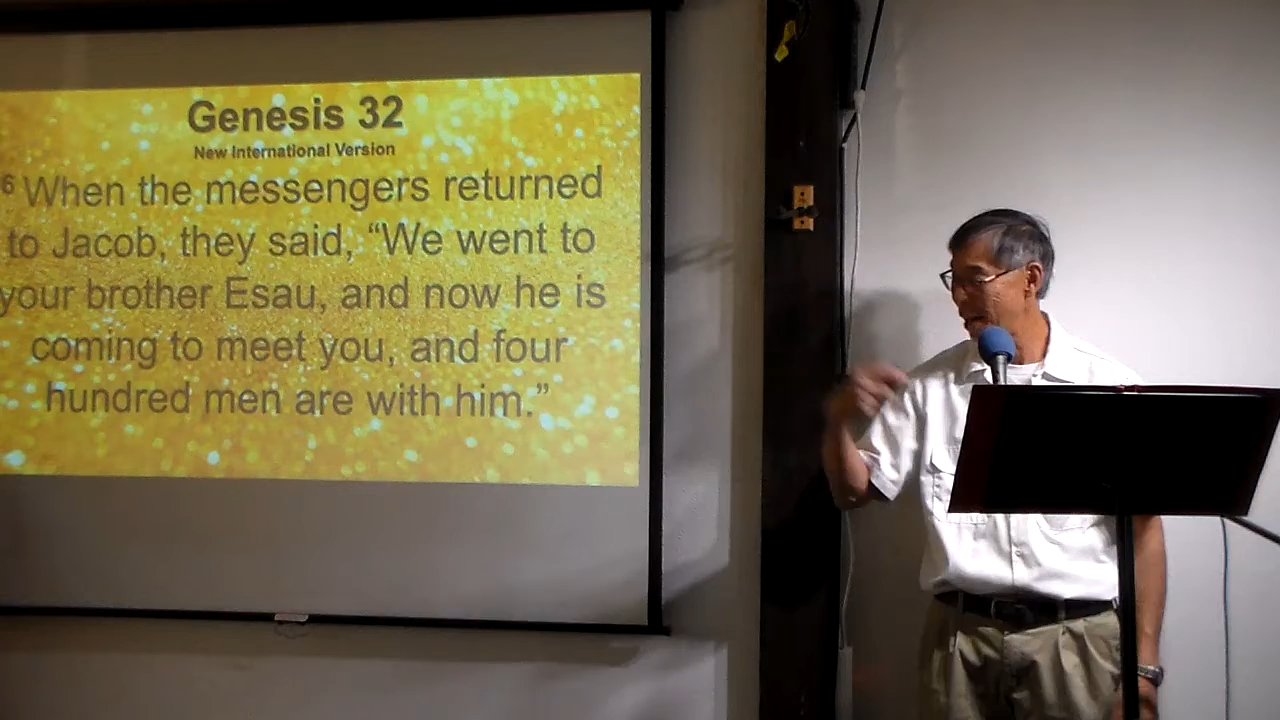 Genesis 32
New International Version
6 When the messengers returned
to Jacob, they said, “We went to
your brother Esau, and now he is
coming to meet you, and four
hundred men are with him.”